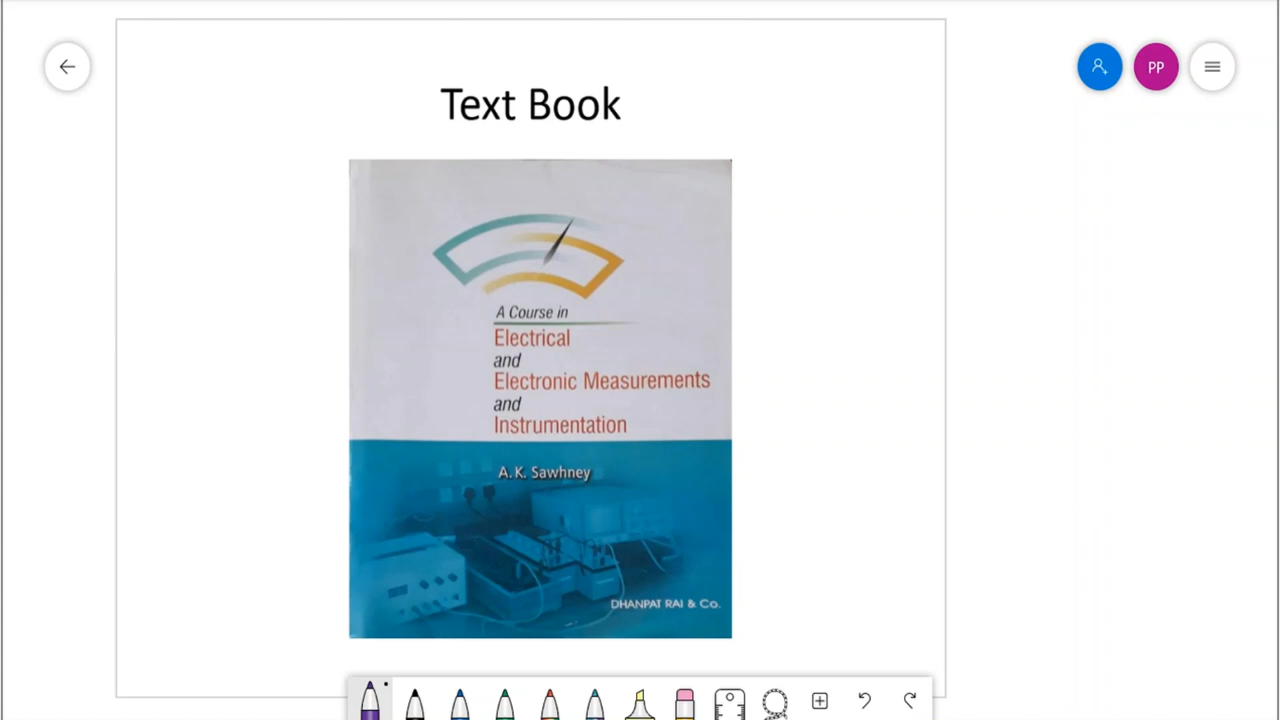 Text Book
PP
A Course in
Electrical
and
Electronic Measurements
and
Instrumentation
A. K. Sawhney
DHANPAT RAI & Co.